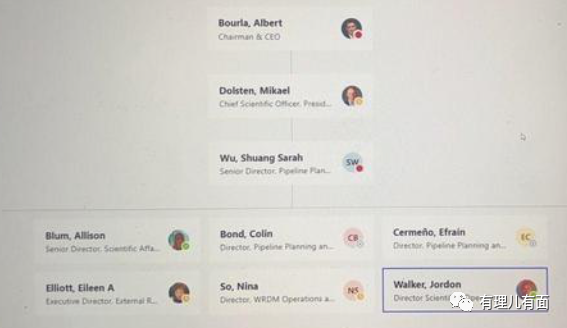 Bourla, Albert
Chairman & CEO
Dolsten, Mikael
Chief Scientific Officer, Presid...
Wu, Shuang Sarah
Senior Director, Pipeline Plan...
SW
Blum, Allison
Senior Director, Scientific Affa...
Bond, Colin
Director, Pipeline Planning an...
CB
Cermeño, Efrain
Director, Pipeline Planning an...
EC
Elliott, Eileen A
Executive Director, External R...
So, Nina
Director, WRDM Operations a...
NS
Walker, Jordon
Director Scient
有理儿有面